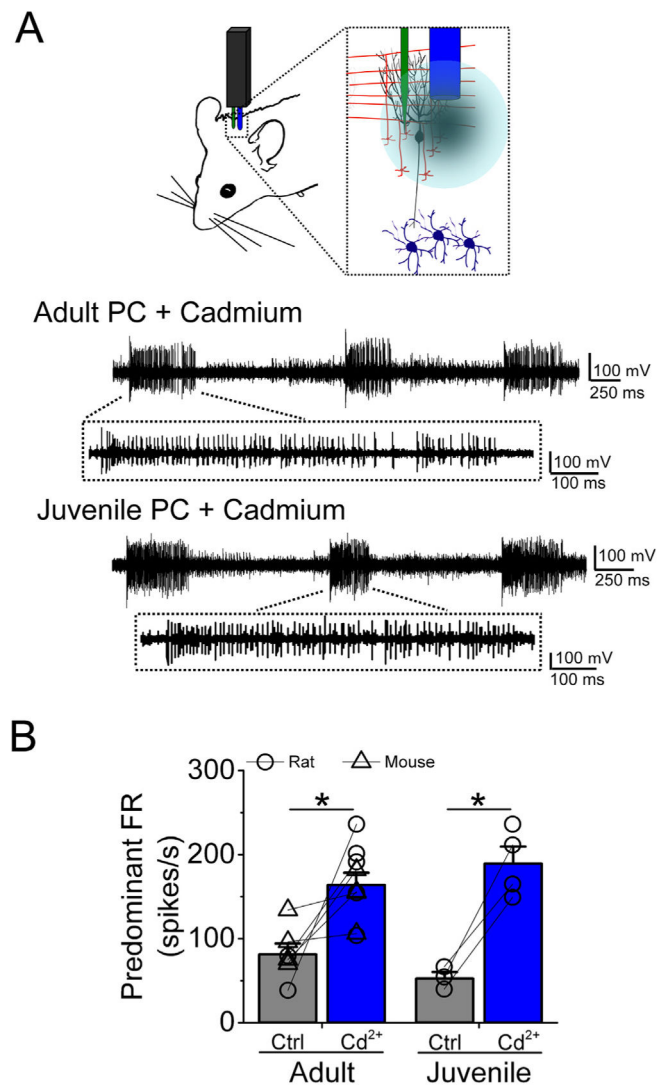 A
Adult PC + Cadmium
100 mV
250 ms
100 mV
100 ms
Juvenile PC + Cadmium
100 mV
250 ms
100 mV
100 ms
B
Rat Mouse
300
200
100
0
Predominant FR
(spikes/s)
* *
Ctrl Cd²⁺ Ctrl Cd²⁺
Adult Juvenile